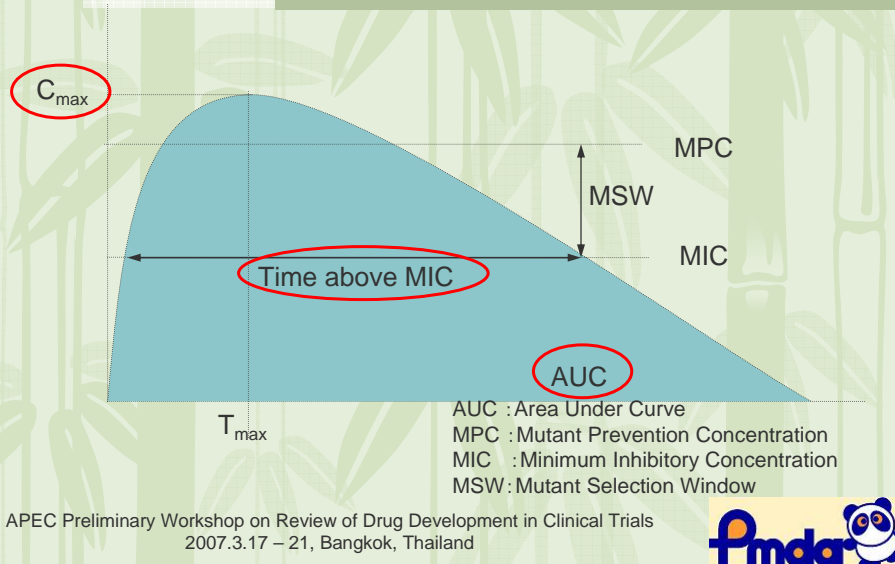 Cmax
MPC
MSW
MIC
Time above MIC
AUC
Tmax
AUC : Area Under Curve
MPC : Mutant Prevention Concentration
MIC : Minimum Inhibitory Concentration
MSW : Mutant Selection Window
APEC Preliminary Workshop on Review of Drug Development in Clinical Trials
2007.3.17 – 21, Bangkok, Thailand
Pmda